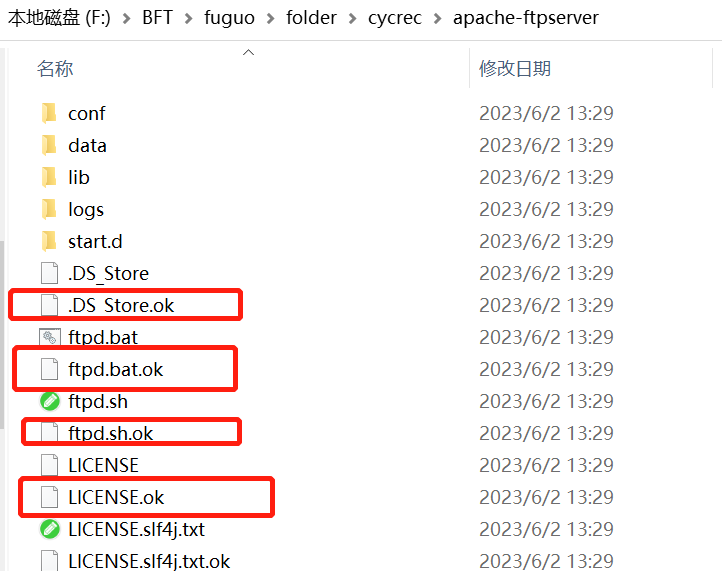 本地磁盘 (F:) > BFT > fuguo > folder > cycrec > apache-ftpserver
名称 修改日期
conf 2023/6/2 13:29
data 2023/6/2 13:29
lib 2023/6/2 13:29
logs 2023/6/2 13:29
start.d 2023/6/2 13:29
.DS_Store 2023/6/2 13:29
.DS_Store.ok 2023/6/2 13:29
ftpd.bat 2023/6/2 13:29
ftpd.bat.ok 2023/6/2 13:29
ftpd.sh 2023/6/2 13:29
ftpd.sh.ok 2023/6/2 13:29
LICENSE 2023/6/2 13:29
LICENSE.ok 2023/6/2 13:29
LICENSE.slf4j.txt 2023/6/2 13:29
LICENSE.slf4j.txt.ok 2023/6/2 13:29